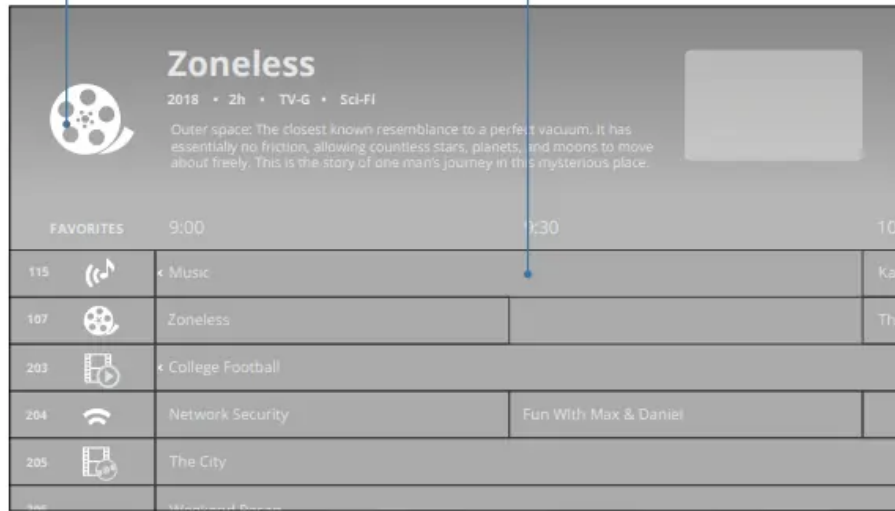 Zoneless
2018 • 2h • TV-G • Sci-Fi
Outer space: The closest known resemblance to a perfect vacuum. It has
essentially no friction, allowing countless stars, planets, and moons to move
about freely. This is the story of one man's journey in this mysterious place.
FAVORITES 9:00 9:30 10
115 ‹ Music Ka
107 Zoneless Th
203 ‹ College Football
204 Network Security Fun With Max & Daniel
205 The City